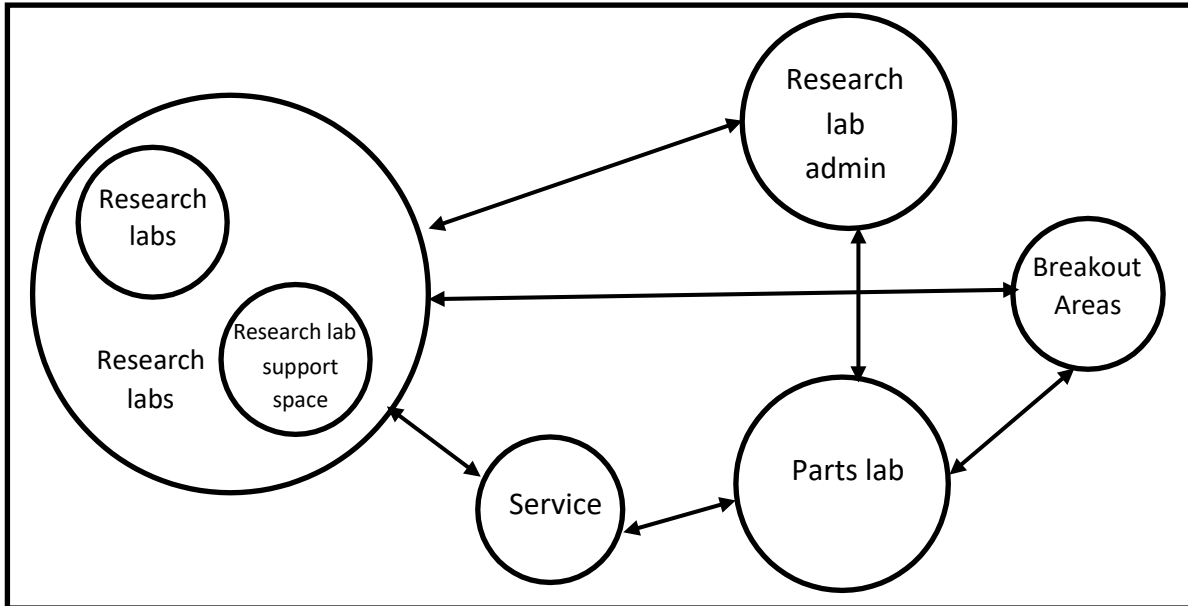 Research
lab
admin
Research
labs
Breakout
Areas
Research lab
support
space
Research
labs
Parts lab
Service